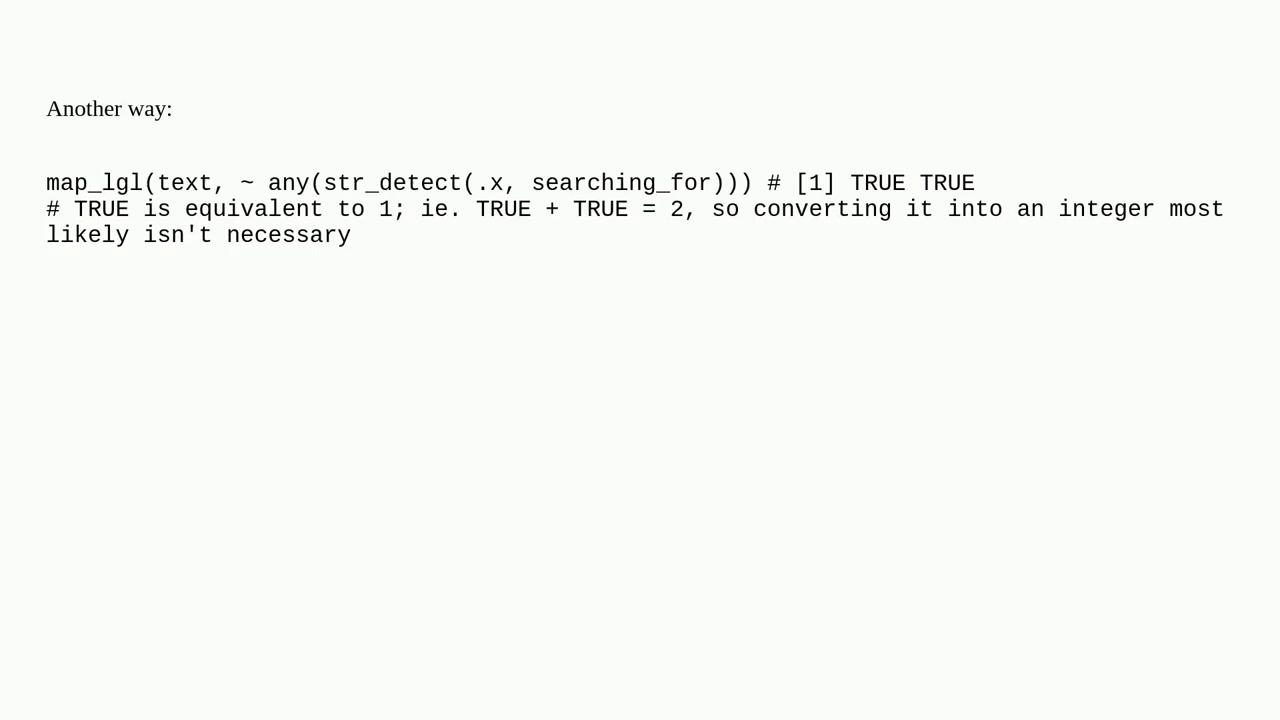 Another way:
map_lgl(text, ~ any(str_detect(.x, searching_for))) # [1] TRUE TRUE
# TRUE is equivalent to 1; ie. TRUE + TRUE = 2, so converting it into an integer most
likely isn't necessary